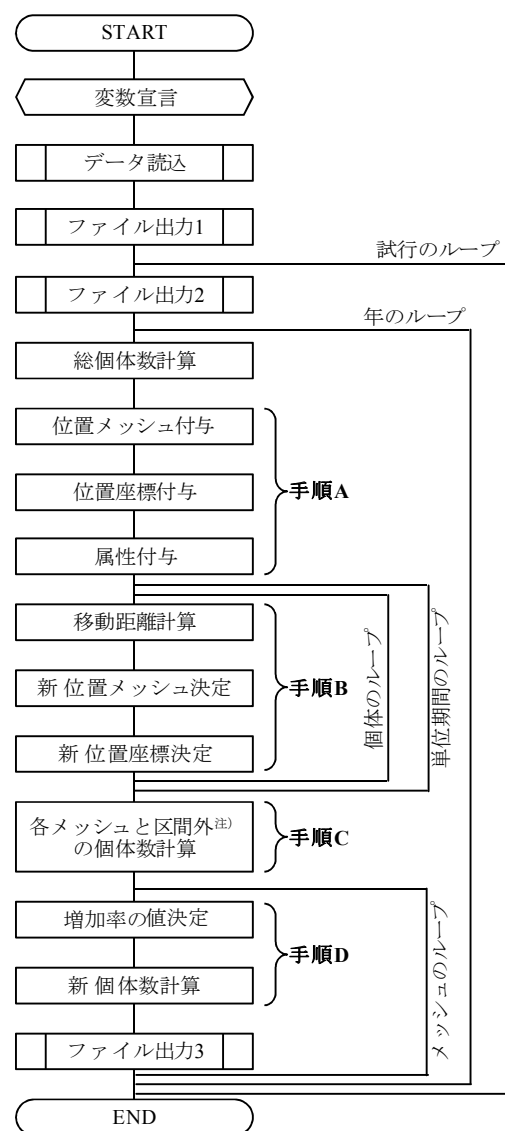 START
変数宣言
データ読込
ファイル出力1
試行のループ
ファイル出力2
年のループ
総個体数計算
位置メッシュ付与
位置座標付与
手順A
属性付与
移動距離計算
新 位置メッシュ決定
手順B
新 位置座標決定
個体のループ
単位期間のループ
各メッシュと区間外注)
の個体数計算
手順C
増加率の値決定
手順D
新 個体数計算
メッシュのループ
ファイル出力3
END